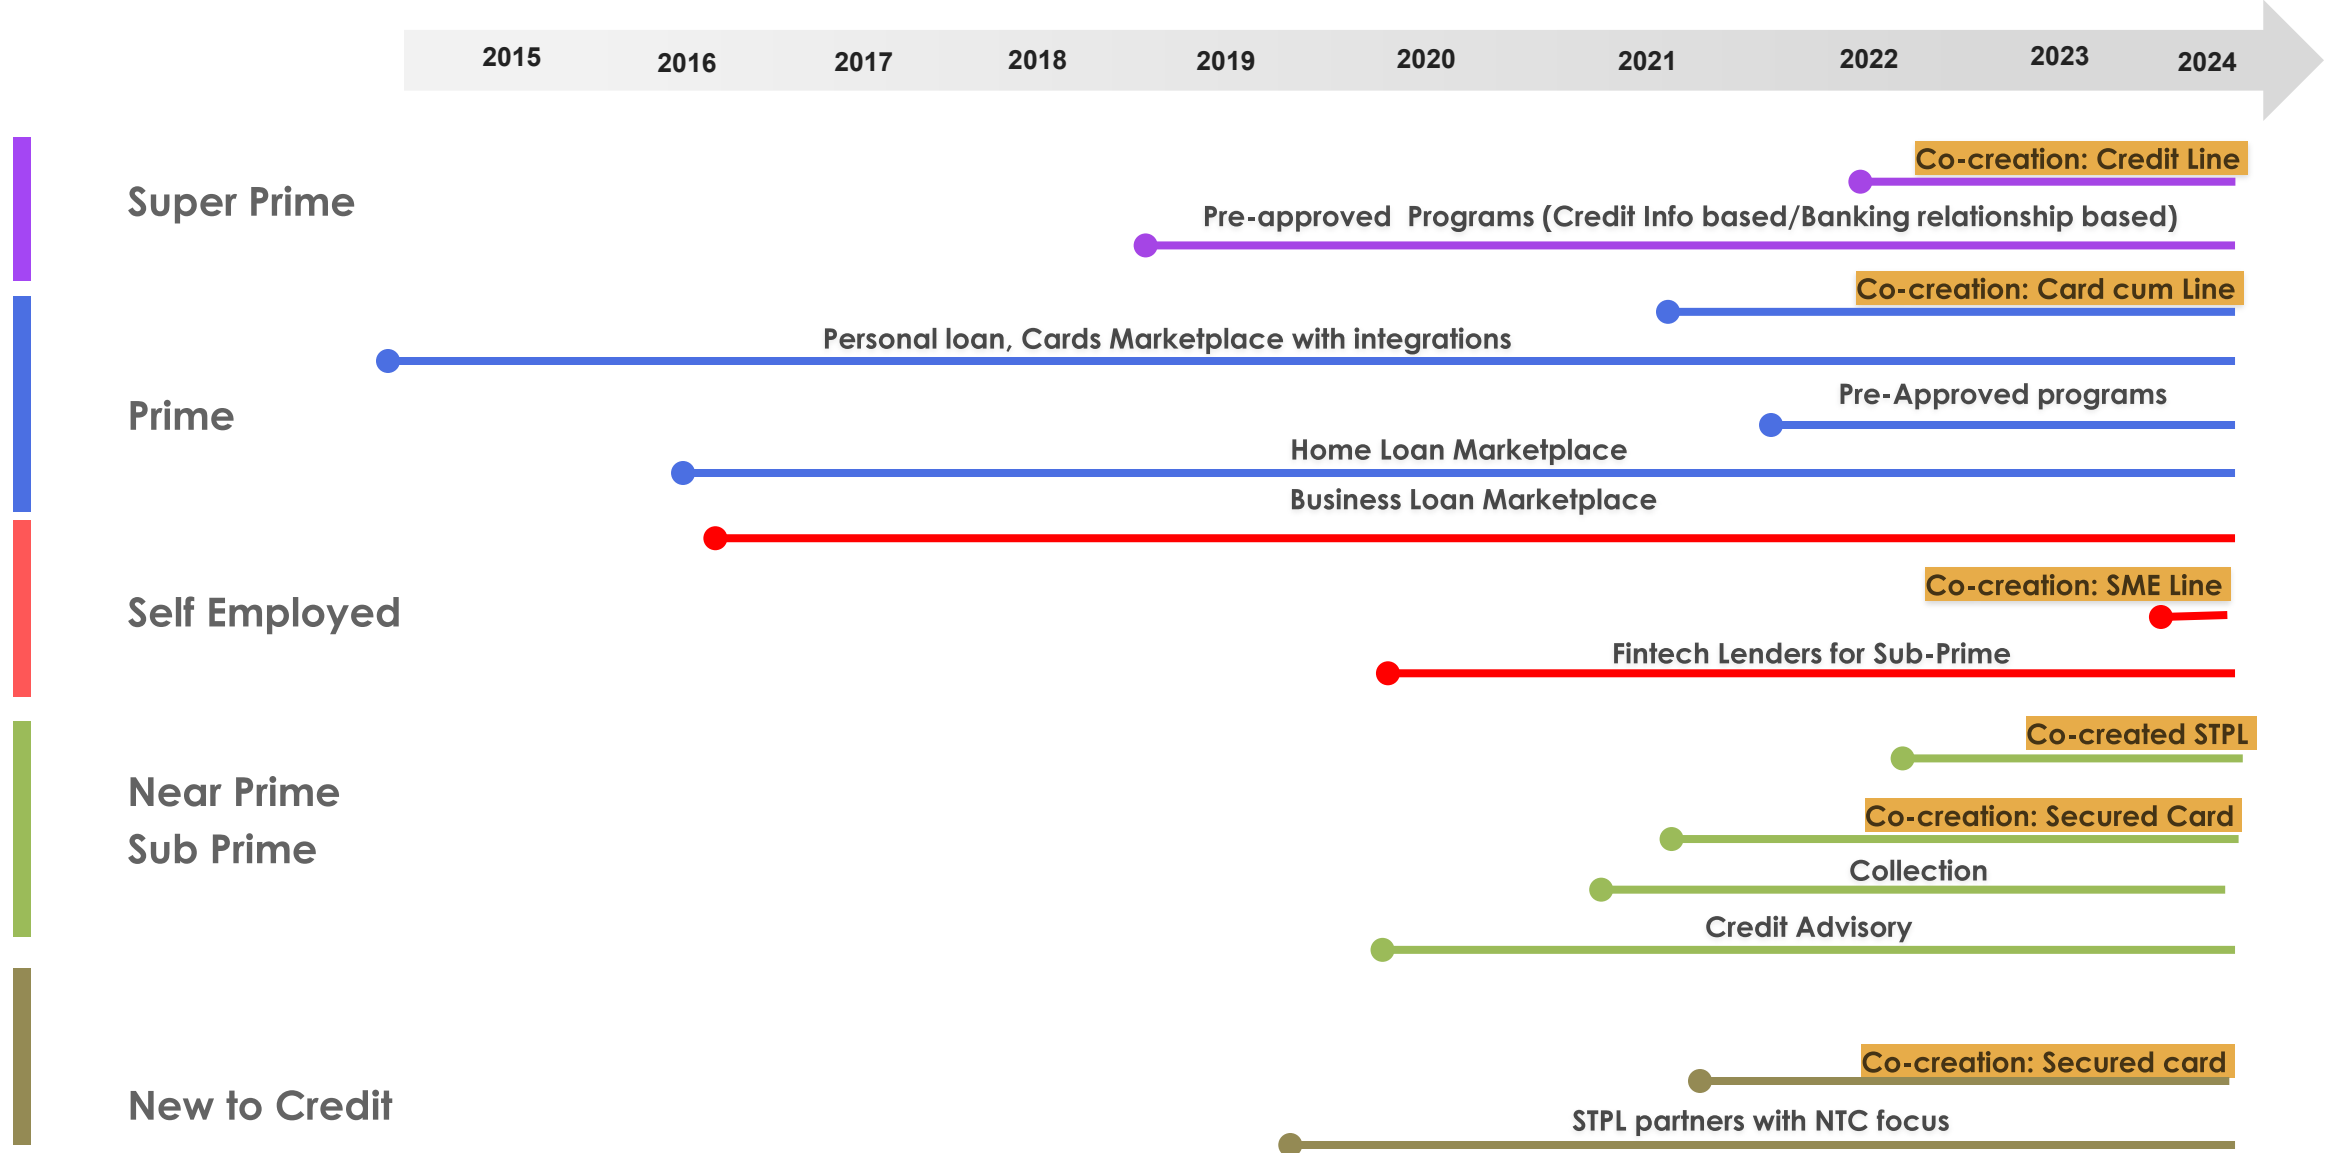 2015 2016 2017 2018 2019 2020 2021 2022 2023 2024
Co-creation: Credit Line
Super Prime
Pre-approved  Programs (Credit Info based/Banking relationship based)
Co-creation: Card cum Line
Personal loan, Cards Marketplace with integrations
Pre-Approved programs
Prime
Home Loan Marketplace
Business Loan Marketplace
Co-creation: SME Line
Self Employed
Fintech Lenders for Sub-Prime
Co-created STPL
Near Prime
Co-creation: Secured Card
Sub Prime
Collection
Credit Advisory
Co-creation: Secured card
New to Credit
STPL partners with NTC focus